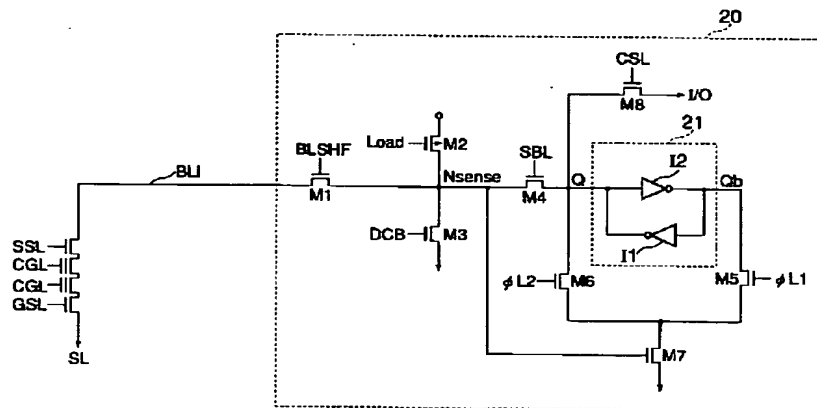 20
CSL
M8
I/O
21
Load
M2
BLSHF
SBL
I2
BLI
Nsense
Q
Qb
M1
M4
SSL
DCB
M3
I1
CGL
CGL
φL2
M6
M5
φL1
GSL
M7
SL